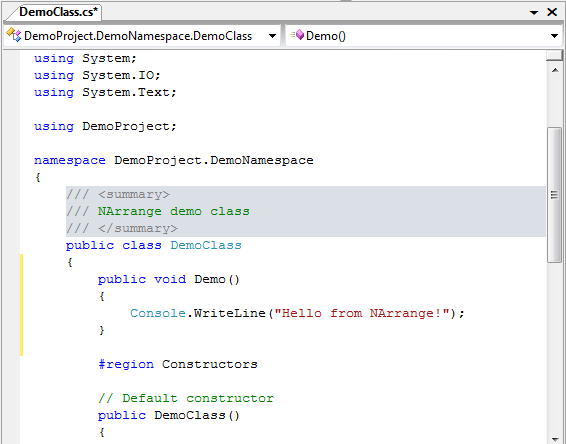 DemoClass.cs*
DemoProject.DemoNamespace.DemoClass
Demo()
using System;
using System.IO;
using System.Text;
using DemoProject;
namespace DemoProject.DemoNamespace
{
/// <summary>
/// NArrange demo class
/// </summary>
public class DemoClass
{
public void Demo()
{
Console.WriteLine("Hello from NArrange!");
}
#region Constructors
// Default constructor
public DemoClass()
{